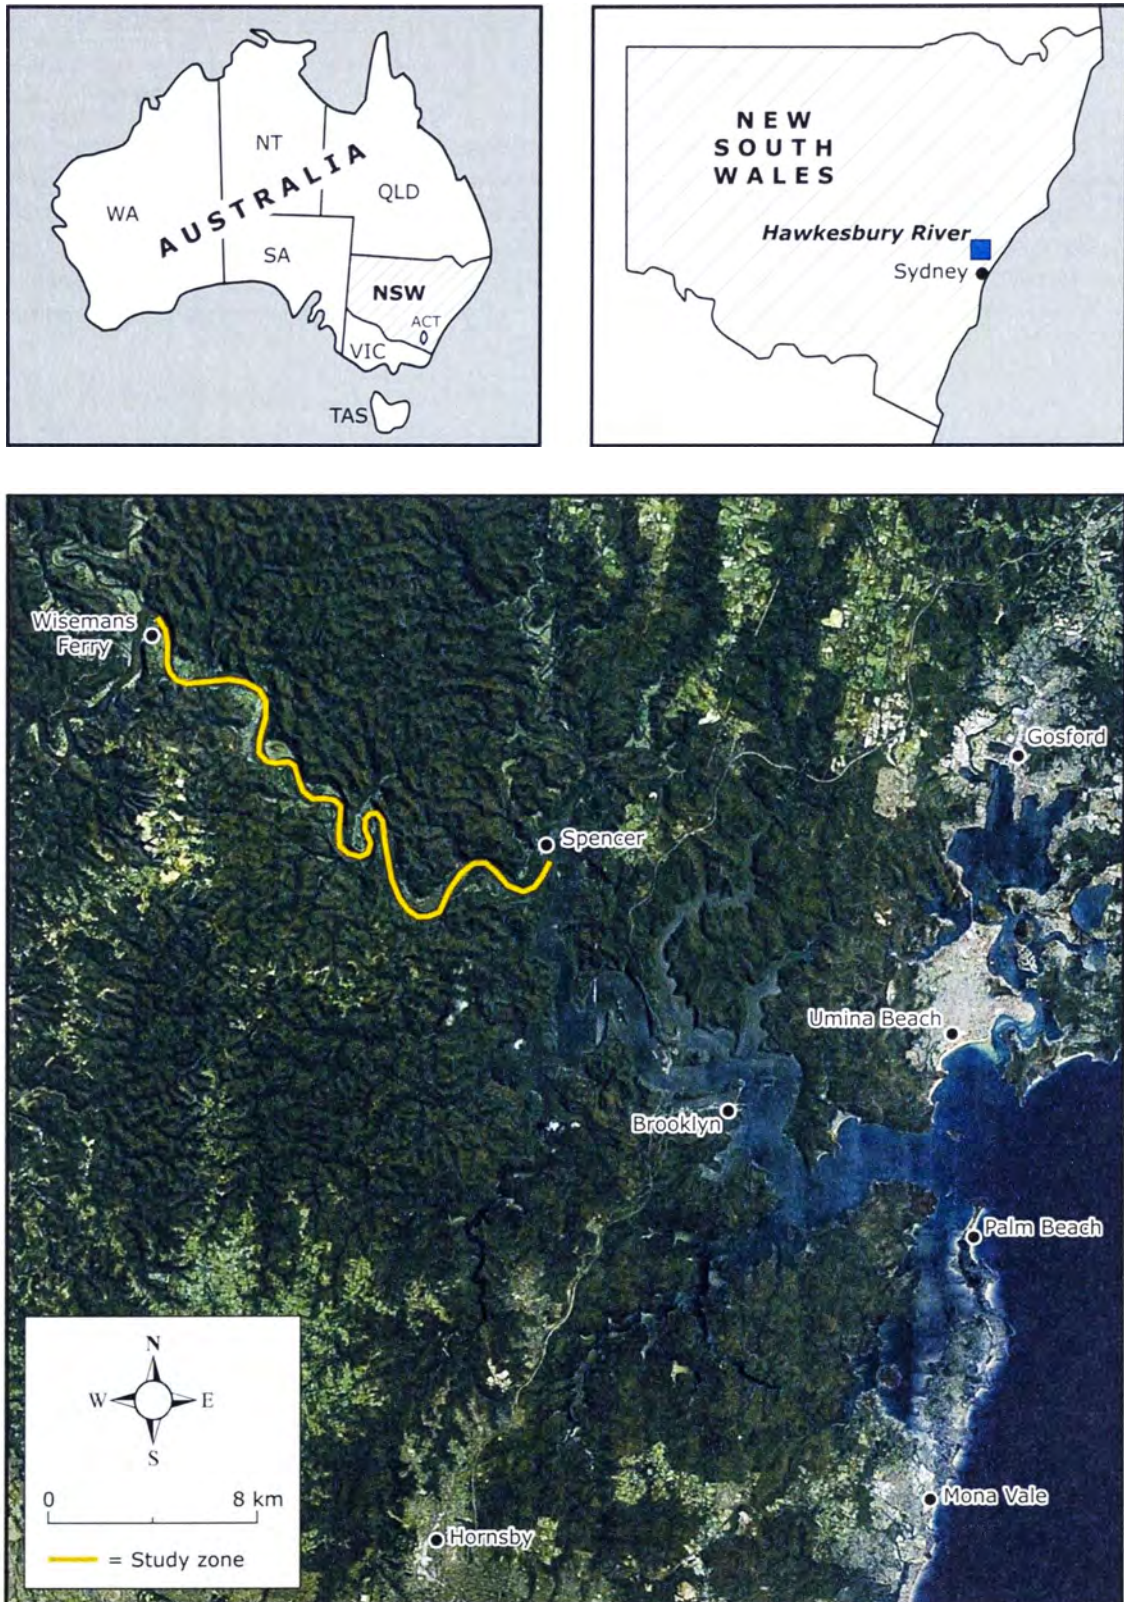 NT
WA
AUSTRALIA
QLD
SA
NSW
ACT
VIC
TAS
NEW
SOUTH
WALES
Hawkesbury River
Sydney
Wisemans
Ferry
Gosford
Spencer
Umina Beach
Brooklyn
Palm Beach
N
W E
S
0 8 km
Mona Vale
Hornsby
= Study zone